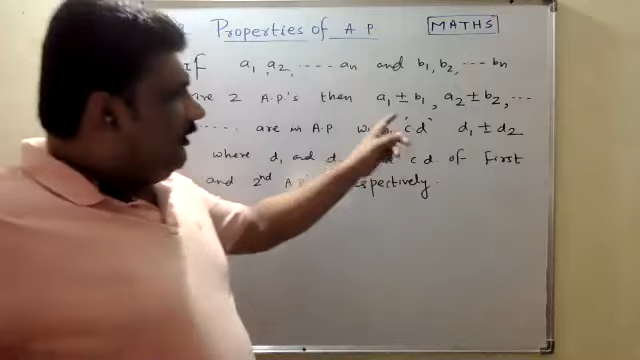 Properties of A P. MATHS
If a1, a2, ---- an and b1, b2, --- bn
are 2 A.P.'s then a1 ± b1, a2 ± b2, ...
..... are in A.P "cd" d1 ± d2
where d1 and c d of First
and 2nd respectively.